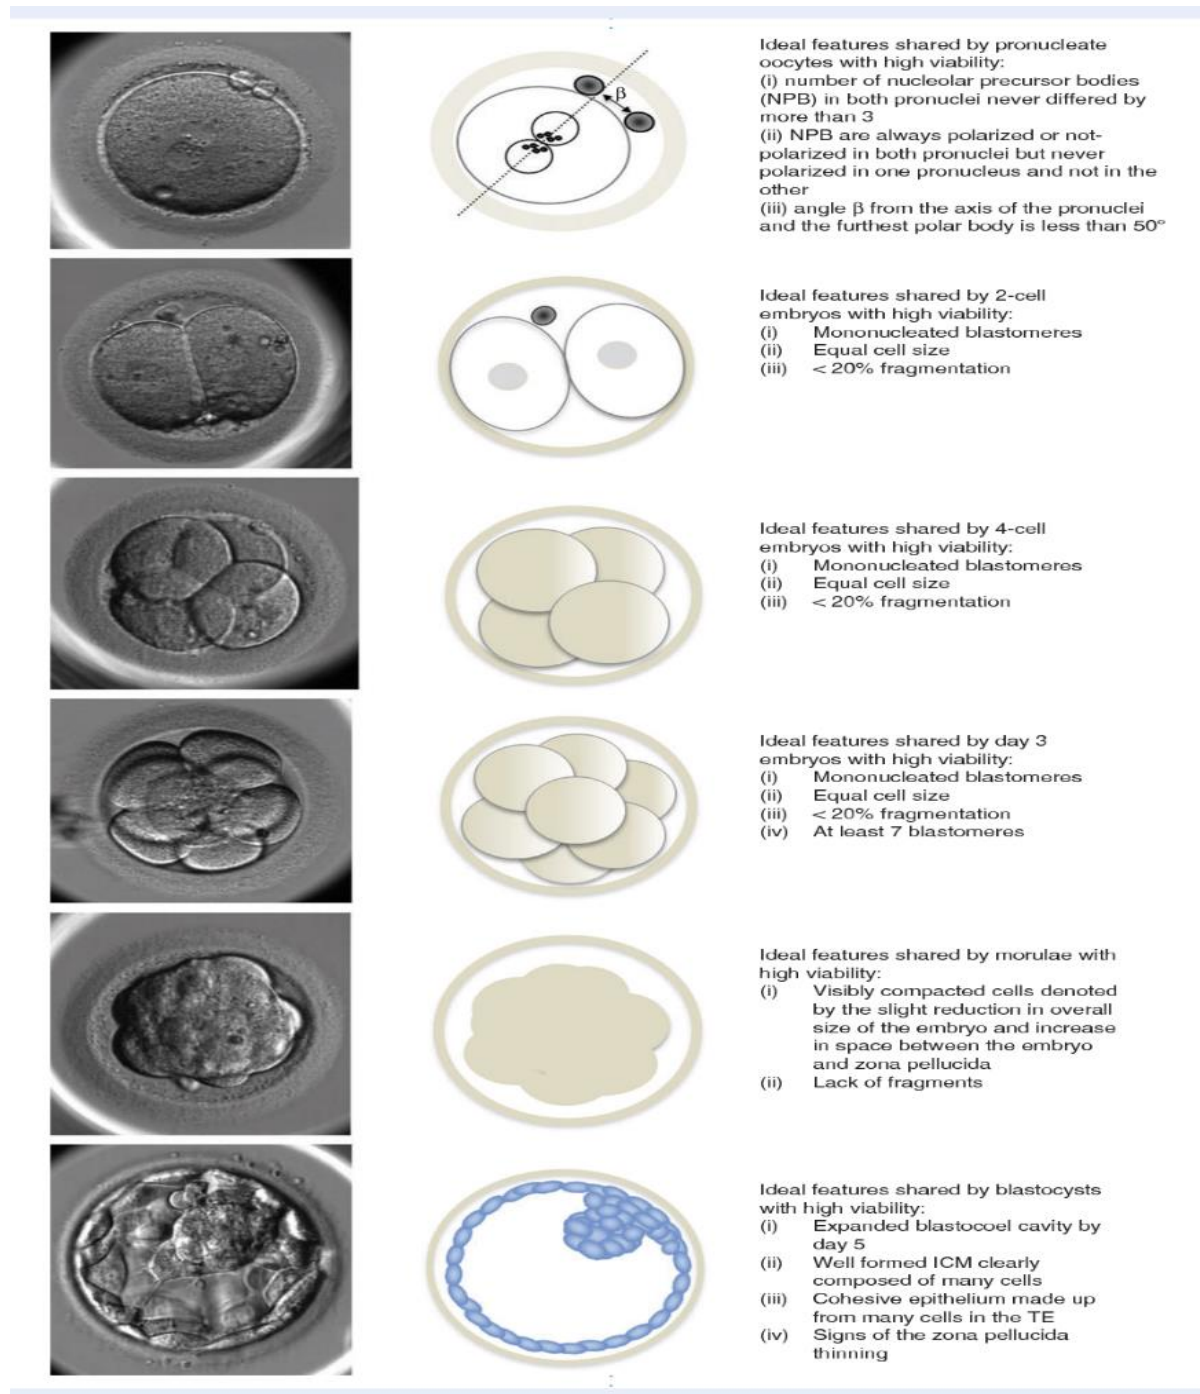 Ideal features shared by pronucleate
oocytes with high viability:
(i) number of nucleolar precursor bodies
(NPB) in both pronuclei never differed by
more than 3
(ii) NPB are always polarized or not-
polarized in both pronuclei but never
polarized in one pronucleus and not in the
other
(iii) angle β from the axis of the pronuclei
and the furthest polar body is less than 50°
β
Ideal features shared by 2-cell
embryos with high viability:
(i) Mononucleated blastomeres
(ii) Equal cell size
(iii) < 20% fragmentation
Ideal features shared by 4-cell
embryos with high viability:
(i) Mononucleated blastomeres
(ii) Equal cell size
(iii) < 20% fragmentation
Ideal features shared by day 3
embryos with high viability:
(i) Mononucleated blastomeres
(ii) Equal cell size
(iii) < 20% fragmentation
(iv) At least 7 blastomeres
Ideal features shared by morulae with
high viability:
(i) Visibly compacted cells denoted
by the slight reduction in overall
size of the embryo and increase
in space between the embryo
and zona pellucida
(ii) Lack of fragments
Ideal features shared by blastocysts
with high viability:
(i) Expanded blastocoel cavity by
day 5
(ii) Well formed ICM clearly
composed of many cells
(iii) Cohesive epithelium made up
from many cells in the TE
(iv) Signs of the zona pellucida
thinning